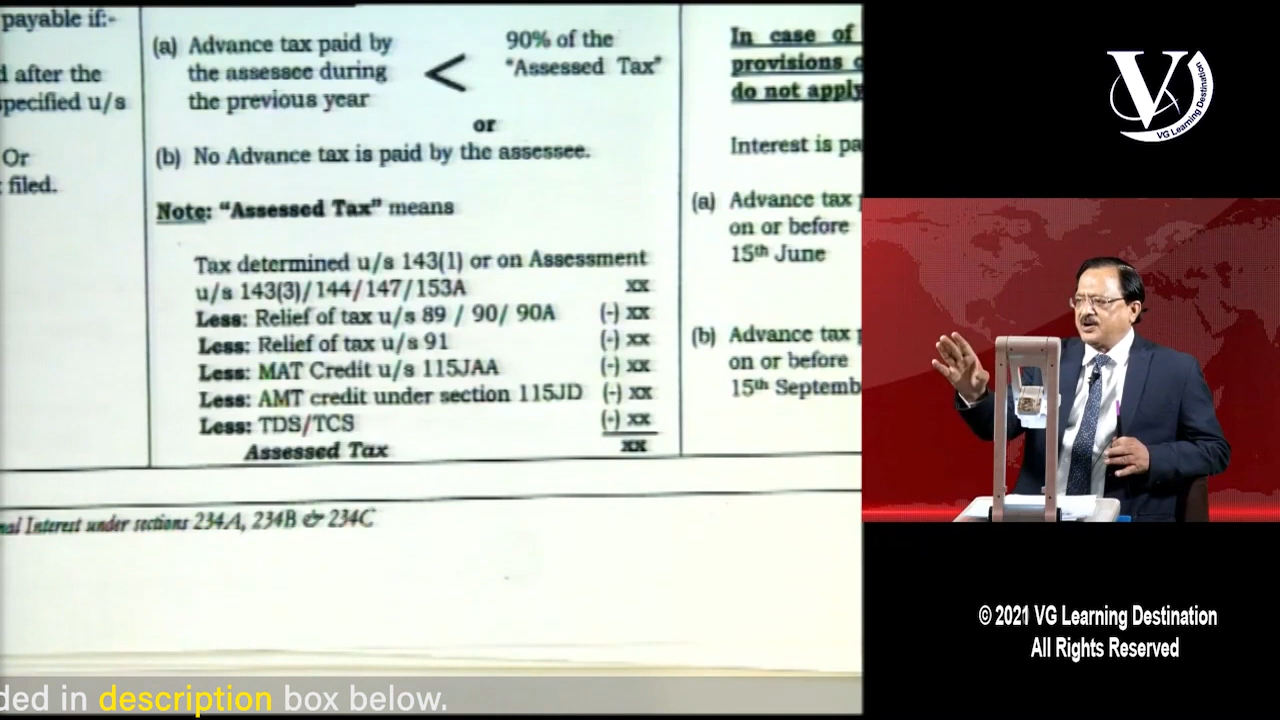 payable if:-
d after the
specified u/s
Or
filed.
(a) Advance tax paid by
the assessee during
the previous year
<
90% of the
"Assessed Tax"
or
(b) No Advance tax is paid by the assessee.
Note: "Assessed Tax" means
Tax determined u/s 143(1) or on Assessment
u/s 143(3)/144/147/153A xx
Less: Relief of tax u/s 89 / 90/ 90A (-) xx
Less: Relief of tax u/s 91 (-) xx
Less: MAT Credit u/s 115JAA (-) xx
Less: AMT credit under section 115JD (-) xx
Less: TDS/TCS (-) xx
Assessed Tax xx
In case of
provisions o
do not apply
Interest is pa
(a) Advance tax p
on or before
15th June
(b) Advance tax p
on or before
15th Septemb
nal Interest under sections 234A, 234B & 234C
V
VG Learning Destination
© 2021 VG Learning Destination
All Rights Reserved
ded in description box below.